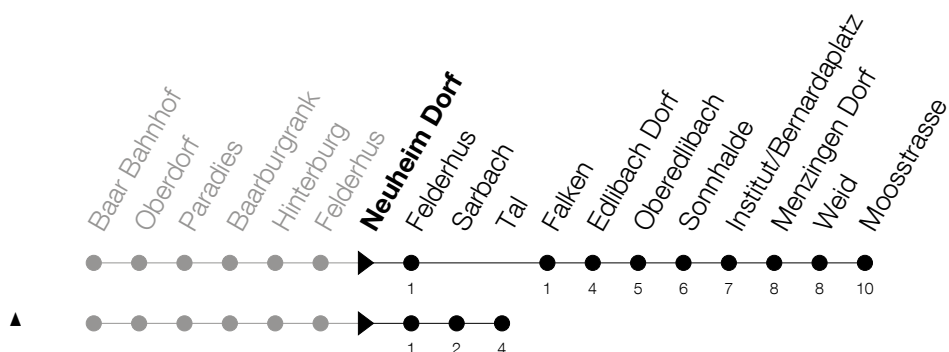 Baar Bahnhof
Oberdorf
Paradies
Baarburgrank
Hinterburg
Felderhus
Neuheim Dorf
Felderhus
Sarbach
Tal
Falken
Edlibach Dorf
Oberedlibach
Sonnhalde
Institut/Bernardaplatz
Menzingen Dorf
Weid
Moosstrasse
1 1 4 5 6 7 8 8 10
1 2 4